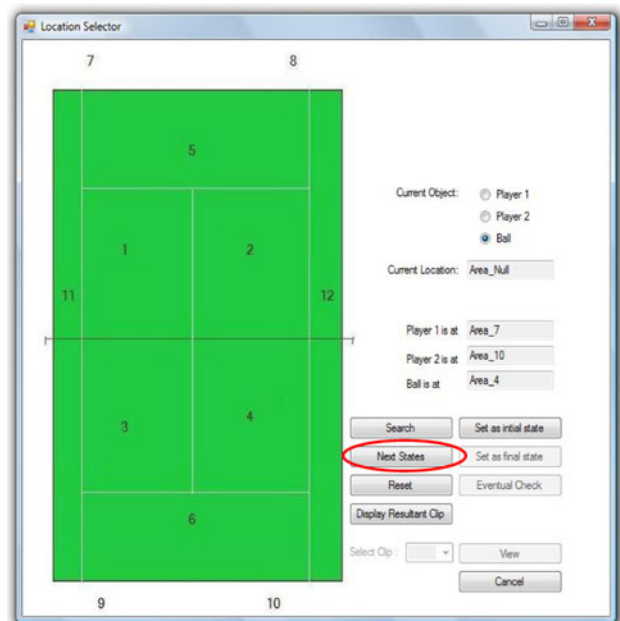 Location Selector
7 8
5
1 2
11 12
3 4
6
9 10
Current Object: Player 1
Player 2
Ball
Current Location: Area_Null
Player 1 is at Area_7
Player 2 is at Area_10
Ball is at Area_4
Search Set as intial state
Next States Set as final state
Reset Eventual Check
Display Resultant Clip
Select Clip : View
Cancel